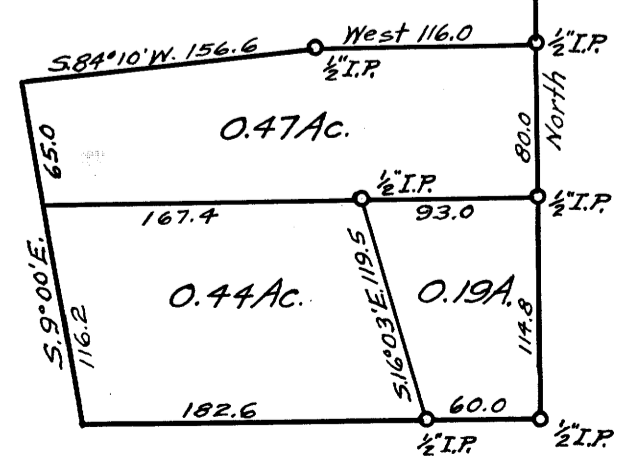 S.84°10'W. 156.6
West 116.0
½"I.P.
½"I.P.
65.0
0.47Ac.
80.0
North
½"I.P.
½"I.P.
167.4
93.0
S.9°00'E.
116.2
0.44Ac.
S.16°03'E. 119.5
0.19A.
114.8
182.6
60.0
½"I.P.
½"I.P.